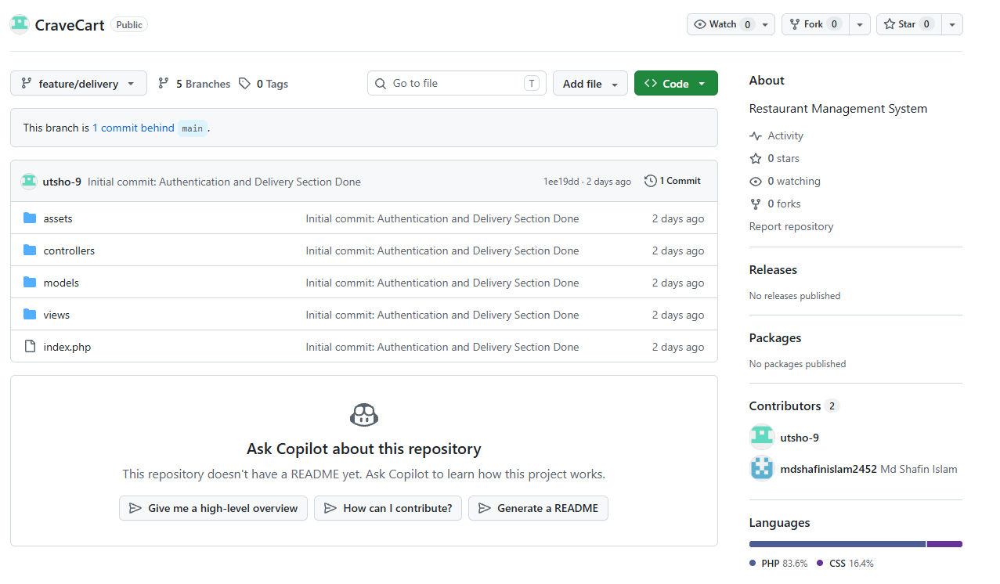 CraveCart Public Watch 0 Fork 0 Star 0
feature/delivery 5 Branches 0 Tags Go to file T Add file Code
This branch is 1 commit behind main .
utsho-9 Initial commit: Authentication and Delivery Section Done 1ee19dd · 2 days ago 1 Commit
assets Initial commit: Authentication and Delivery Section Done 2 days ago
controllers Initial commit: Authentication and Delivery Section Done 2 days ago
models Initial commit: Authentication and Delivery Section Done 2 days ago
views Initial commit: Authentication and Delivery Section Done 2 days ago
index.php Initial commit: Authentication and Delivery Section Done 2 days ago
Ask Copilot about this repository
This repository doesn't have a README yet. Ask Copilot to learn how this project works.
Give me a high-level overview How can I contribute? Generate a README
About
Restaurant Management System
Activity
0 stars
0 watching
0 forks
Report repository
Releases
No releases published
Packages
No packages published
Contributors 2
utsho-9
mdshafinislam2452 Md Shafin Islam
Languages
PHP 83.6% CSS 16.4%